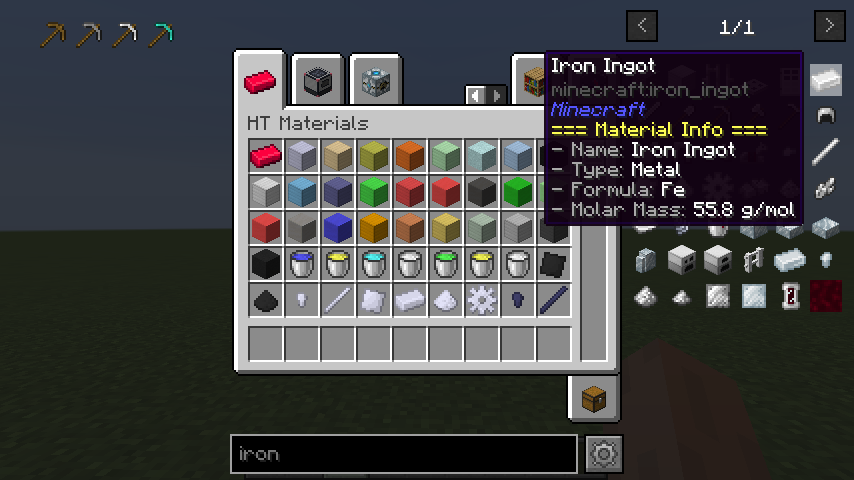 1/1
Iron Ingot
minecraft:iron_ingot
Minecraft
=== Material Info ===
- Name: Iron Ingot
- Type: Metal
- Formula: Fe
- Molar Mass: 55.8 g/mol
HT Materials
iron